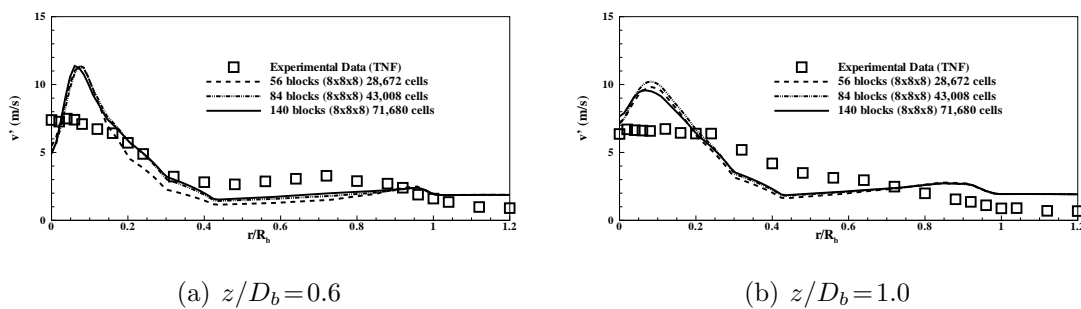 15
10
5
0
v' (m/s)
0 0.2 0.4 0.6 0.8 1 1.2
r/R_b
Experimental Data (TNF)
56 blocks (8x8x8) 28,672 cells
84 blocks (8x8x8) 43,008 cells
140 blocks (8x8x8) 71,680 cells
(a) z/D_b=0.6
15
10
5
0
v' (m/s)
0 0.2 0.4 0.6 0.8 1 1.2
r/R_b
Experimental Data (TNF)
56 blocks (8x8x8) 28,672 cells
84 blocks (8x8x8) 43,008 cells
140 blocks (8x8x8) 71,680 cells
(b) z/D_b=1.0